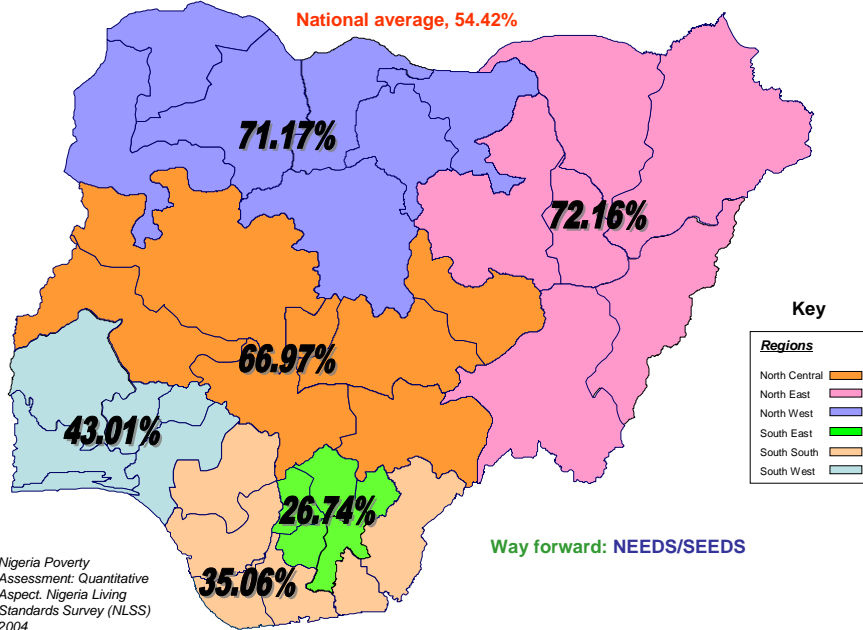 National average, 54.42%
71.17%
72.16%
66.97%
43.01%
26.74%
35.06%
Key
Regions
North Central
North East
North West
South East
South South
South West
Way forward: NEEDS/SEEDS
Nigeria Poverty
Assessment: Quantitative
Aspect. Nigeria Living
Standards Survey (NLSS)
2004